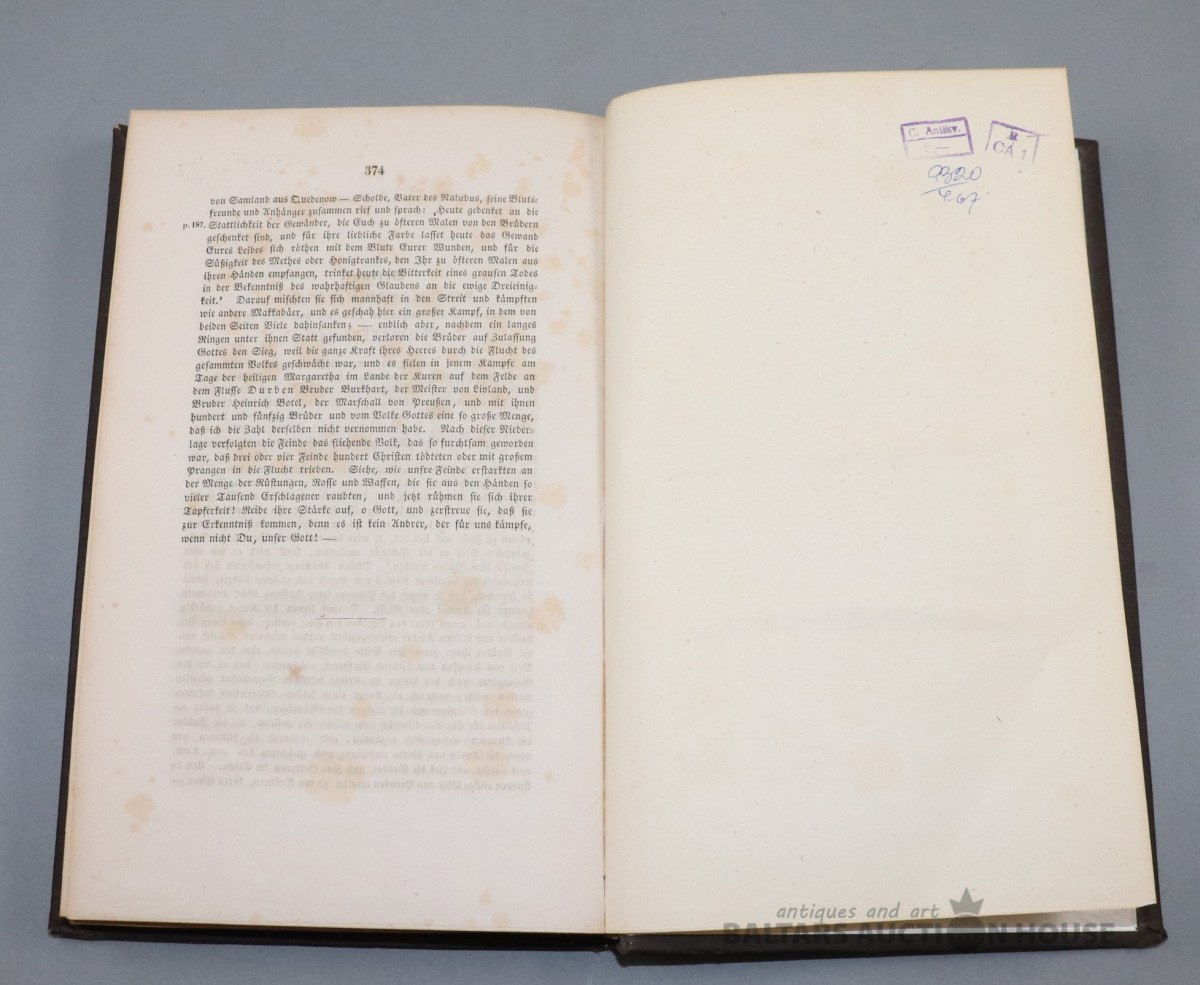 374
von Samland aus Quedenow — Scholde, Vater des Nalubus, seine Bluts-
freunde und Anhänger zusammen rief und sprach: ‚Heute gedenket an die
p. 187. Stattlichkeit der Gewänder, die Euch zu öfteren Malen von den Brüdern
geschenket sind, und für ihre liebliche Farbe lasset heute das Gewand
Eures Leibes sich röthen mit dem Blute Eurer Wunden, und für die
Süßigkeit des Methes oder Honigtrankes, den Ihr zu öfteren Malen aus
ihren Händen empfangen, trinket heute die Bitterkeit eines grausen Todes
in der Bekenntniß des wahrhaftigen Glaubens an die ewige Dreieinig-
keit.‘ Darauf mischten sie sich mannhaft in den Streit und kämpften
wie andere Makkabäer, und es geschah hier ein großer Kampf, in dem von
beiden Seiten Viele dahinsanken; — endlich aber, nachdem ein langes
Ringen unter ihnen Statt gefunden, verloren die Brüder auf Zulassung
Gottes den Sieg, weil die ganze Kraft ihres Heeres durch die Flucht des
gesammten Volkes geschwächt war, und es fielen in jenem Kampfe am
Tage der heiligen Margaretha im Lande der Kuren auf dem Felde an
dem Flusse Durben Bruder Burkhart, der Meister von Livland, und
Bruder Heinrich Botel, der Marschall von Preußen, und mit ihnen
hundert und fünfzig Brüder und vom Volke Gottes eine so große Menge,
daß ich die Zahl derselben nicht vernommen habe. Nach dieser Nieder-
lage verfolgten die Feinde das fliehende Volk, das so furchtsam geworden
war, daß drei oder vier Feinde hundert Christen tödteten oder mit großem
Prangen in die Flucht trieben. Siehe, wie unsre Feinde erstarkten an
der Menge der Rüstungen, Rosse und Waffen, die sie aus den Händen so
vieler Tausend Erschlagener raubten, und jetzt rühmen sie sich ihrer
Tapferkeit! Reibe ihre Stärke auf, o Gott, und zerstreue sie, daß sie
zur Erkenntniß kommen, denn es ist kein Andrer, der für uns kämpfe,
wenn nicht Du, unser Gott! —
C. Antikv.
2.—
R
CA 1
antiques and art
BALTARS AUCTION HOUSE